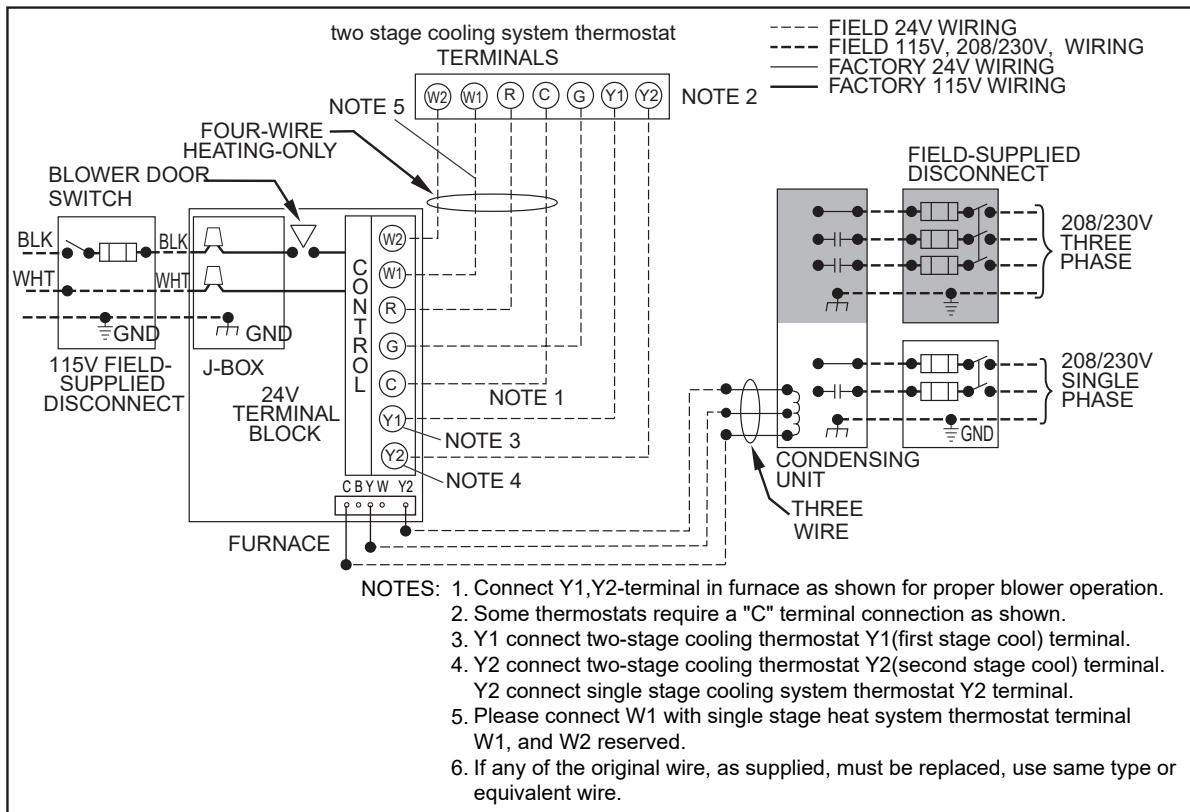 two stage cooling system thermostat
TERMINALS
W2 W1 R C G Y1 Y2
NOTE 2
FIELD 24V WIRING
FIELD 115V, 208/230V, WIRING
FACTORY 24V WIRING
FACTORY 115V WIRING
NOTE 5
FOUR-WIRE
HEATING-ONLY
BLOWER DOOR
SWITCH
BLK
BLK
WHT
WHT
GND
GND
115V FIELD-
SUPPLIED
DISCONNECT
J-BOX
24V
TERMINAL
BLOCK
CONTROL
W2
W1
R
G
C
Y1
Y2
NOTE 1
NOTE 3
NOTE 4
C B Y W Y2
FURNACE
FIELD-SUPPLIED
DISCONNECT
208/230V
THREE
PHASE
208/230V
SINGLE
PHASE
GND
CONDENSING
UNIT
THREE
WIRE
NOTES: 1. Connect Y1,Y2-terminal in furnace as shown for proper blower operation.
2. Some thermostats require a "C" terminal connection as shown.
3. Y1 connect two-stage cooling thermostat Y1(first stage cool) terminal.
4. Y2 connect two-stage cooling thermostat Y2(second stage cool) terminal.
Y2 connect single stage cooling system thermostat Y2 terminal.
5. Please connect W1 with single stage heat system thermostat terminal
W1, and W2 reserved.
6. If any of the original wire, as supplied, must be replaced, use same type or
equivalent wire.